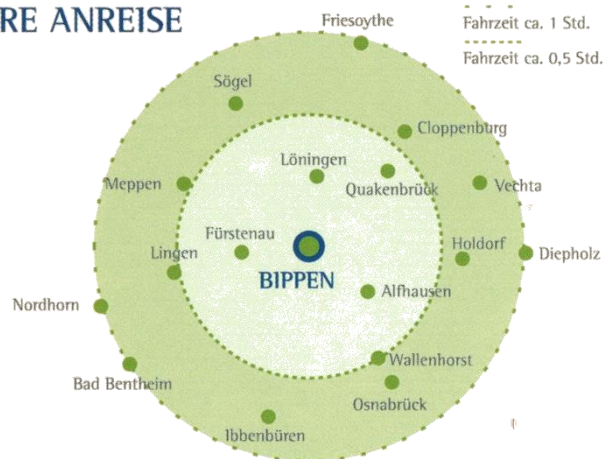 RE ANREISE
Fahrzeit ca. 1 Std.
Fahrzeit ca. 0,5 Std.
Friesoythe
Sögel
Cloppenburg
Löningen
Quakenbrück
Meppen
Vechta
Fürstenau
Lingen
Holdorf
Diepholz
BIPPEN
Alfhausen
Nordhorn
Wallenhorst
Bad Bentheim
Osnabrück
Ibbenbüren